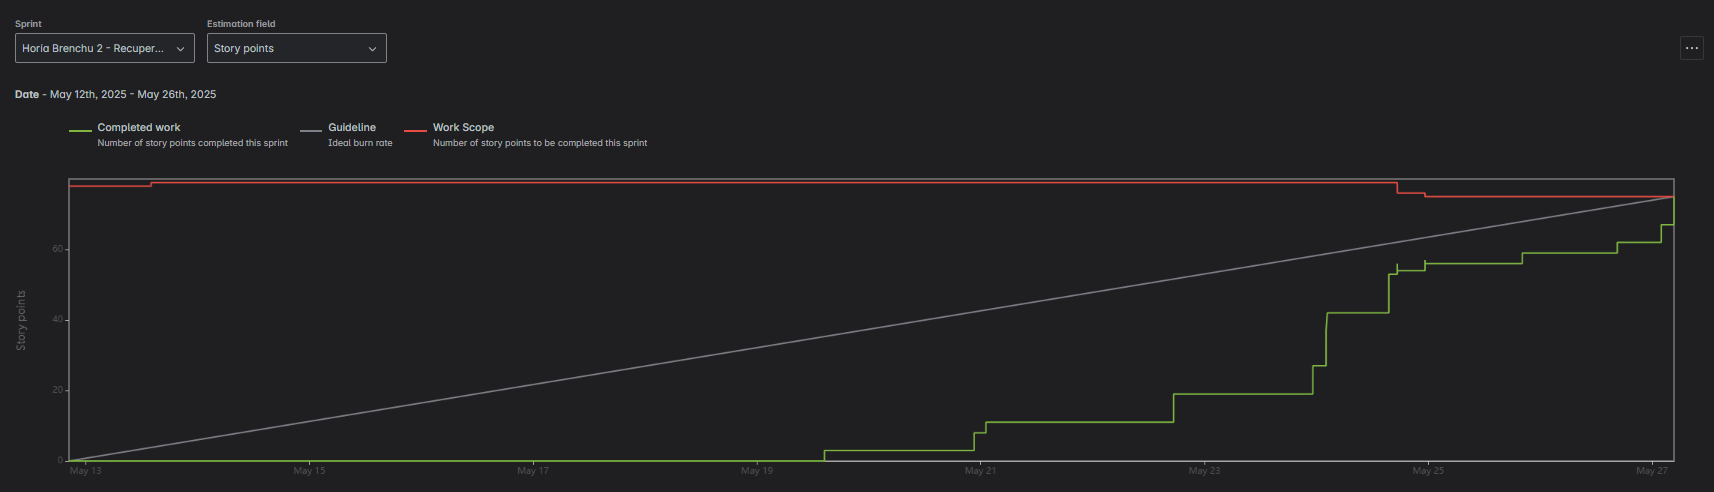 Sprint
Estimation field
Horia Brenchu 2 - Recuper...
Story points
Date - May 12th, 2025 - May 26th, 2025
Completed work
Number of story points completed this sprint
Guideline
Ideal burn rate
Work Scope
Number of story points to be completed this sprint
Story points
60
40
20
0
May 13
May 15
May 17
May 19
May 21
May 23
May 25
May 27